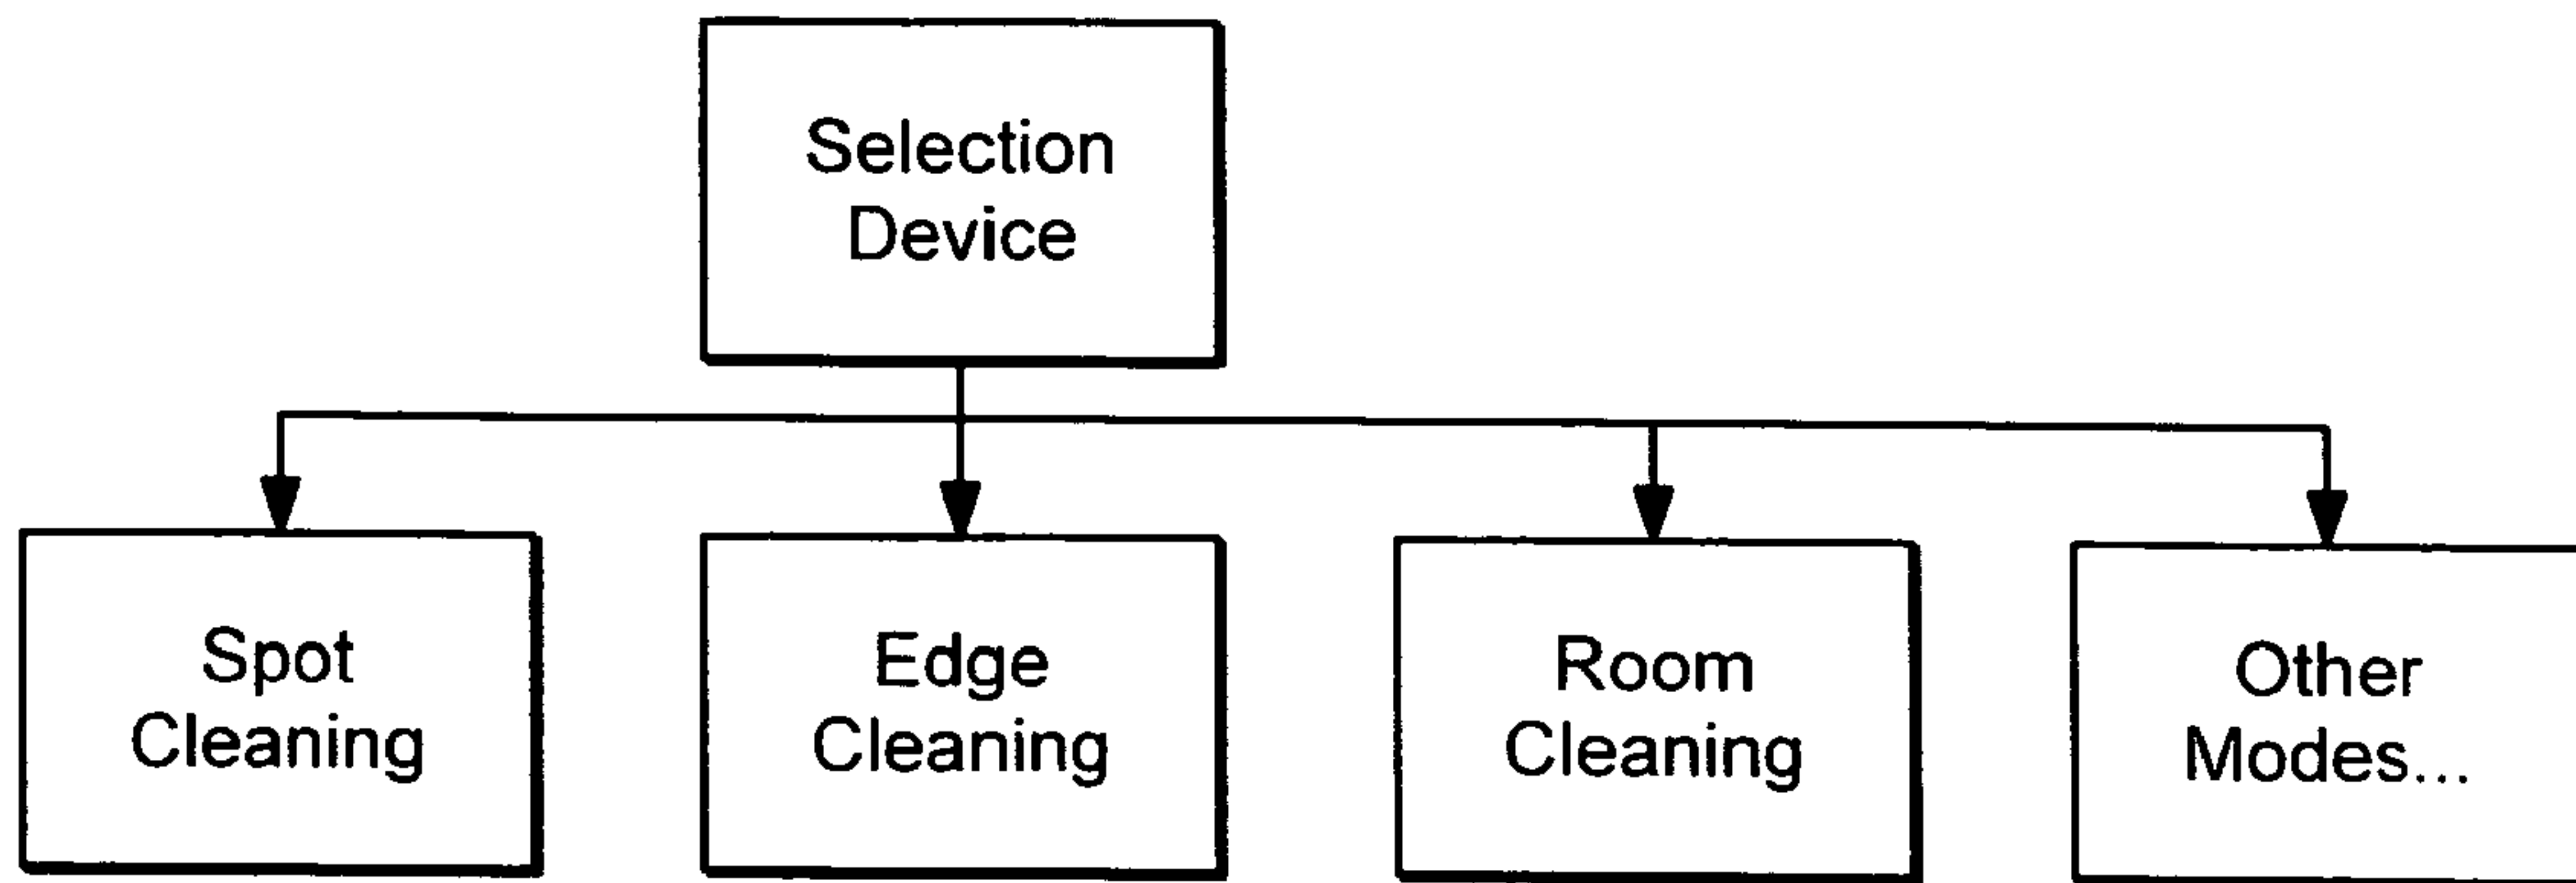 Selection
Device
Spot
Cleaning
Edge
Cleaning
Room
Cleaning
Other
Modes...